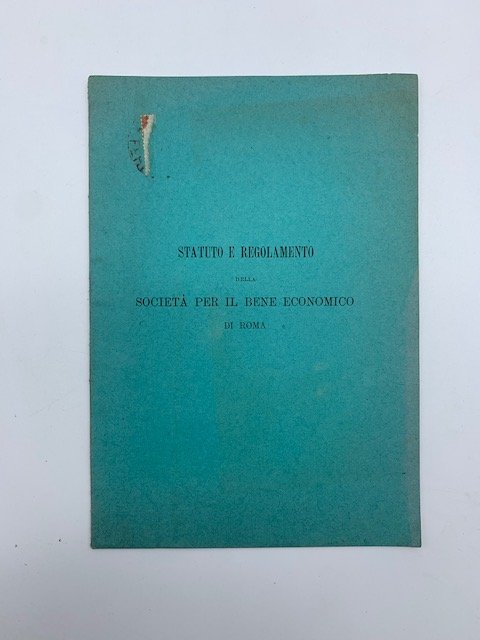 STATUTO E REGOLAMENTO
DELLA
SOCIETÀ PER IL BENE ECONOMICO
DI ROMA